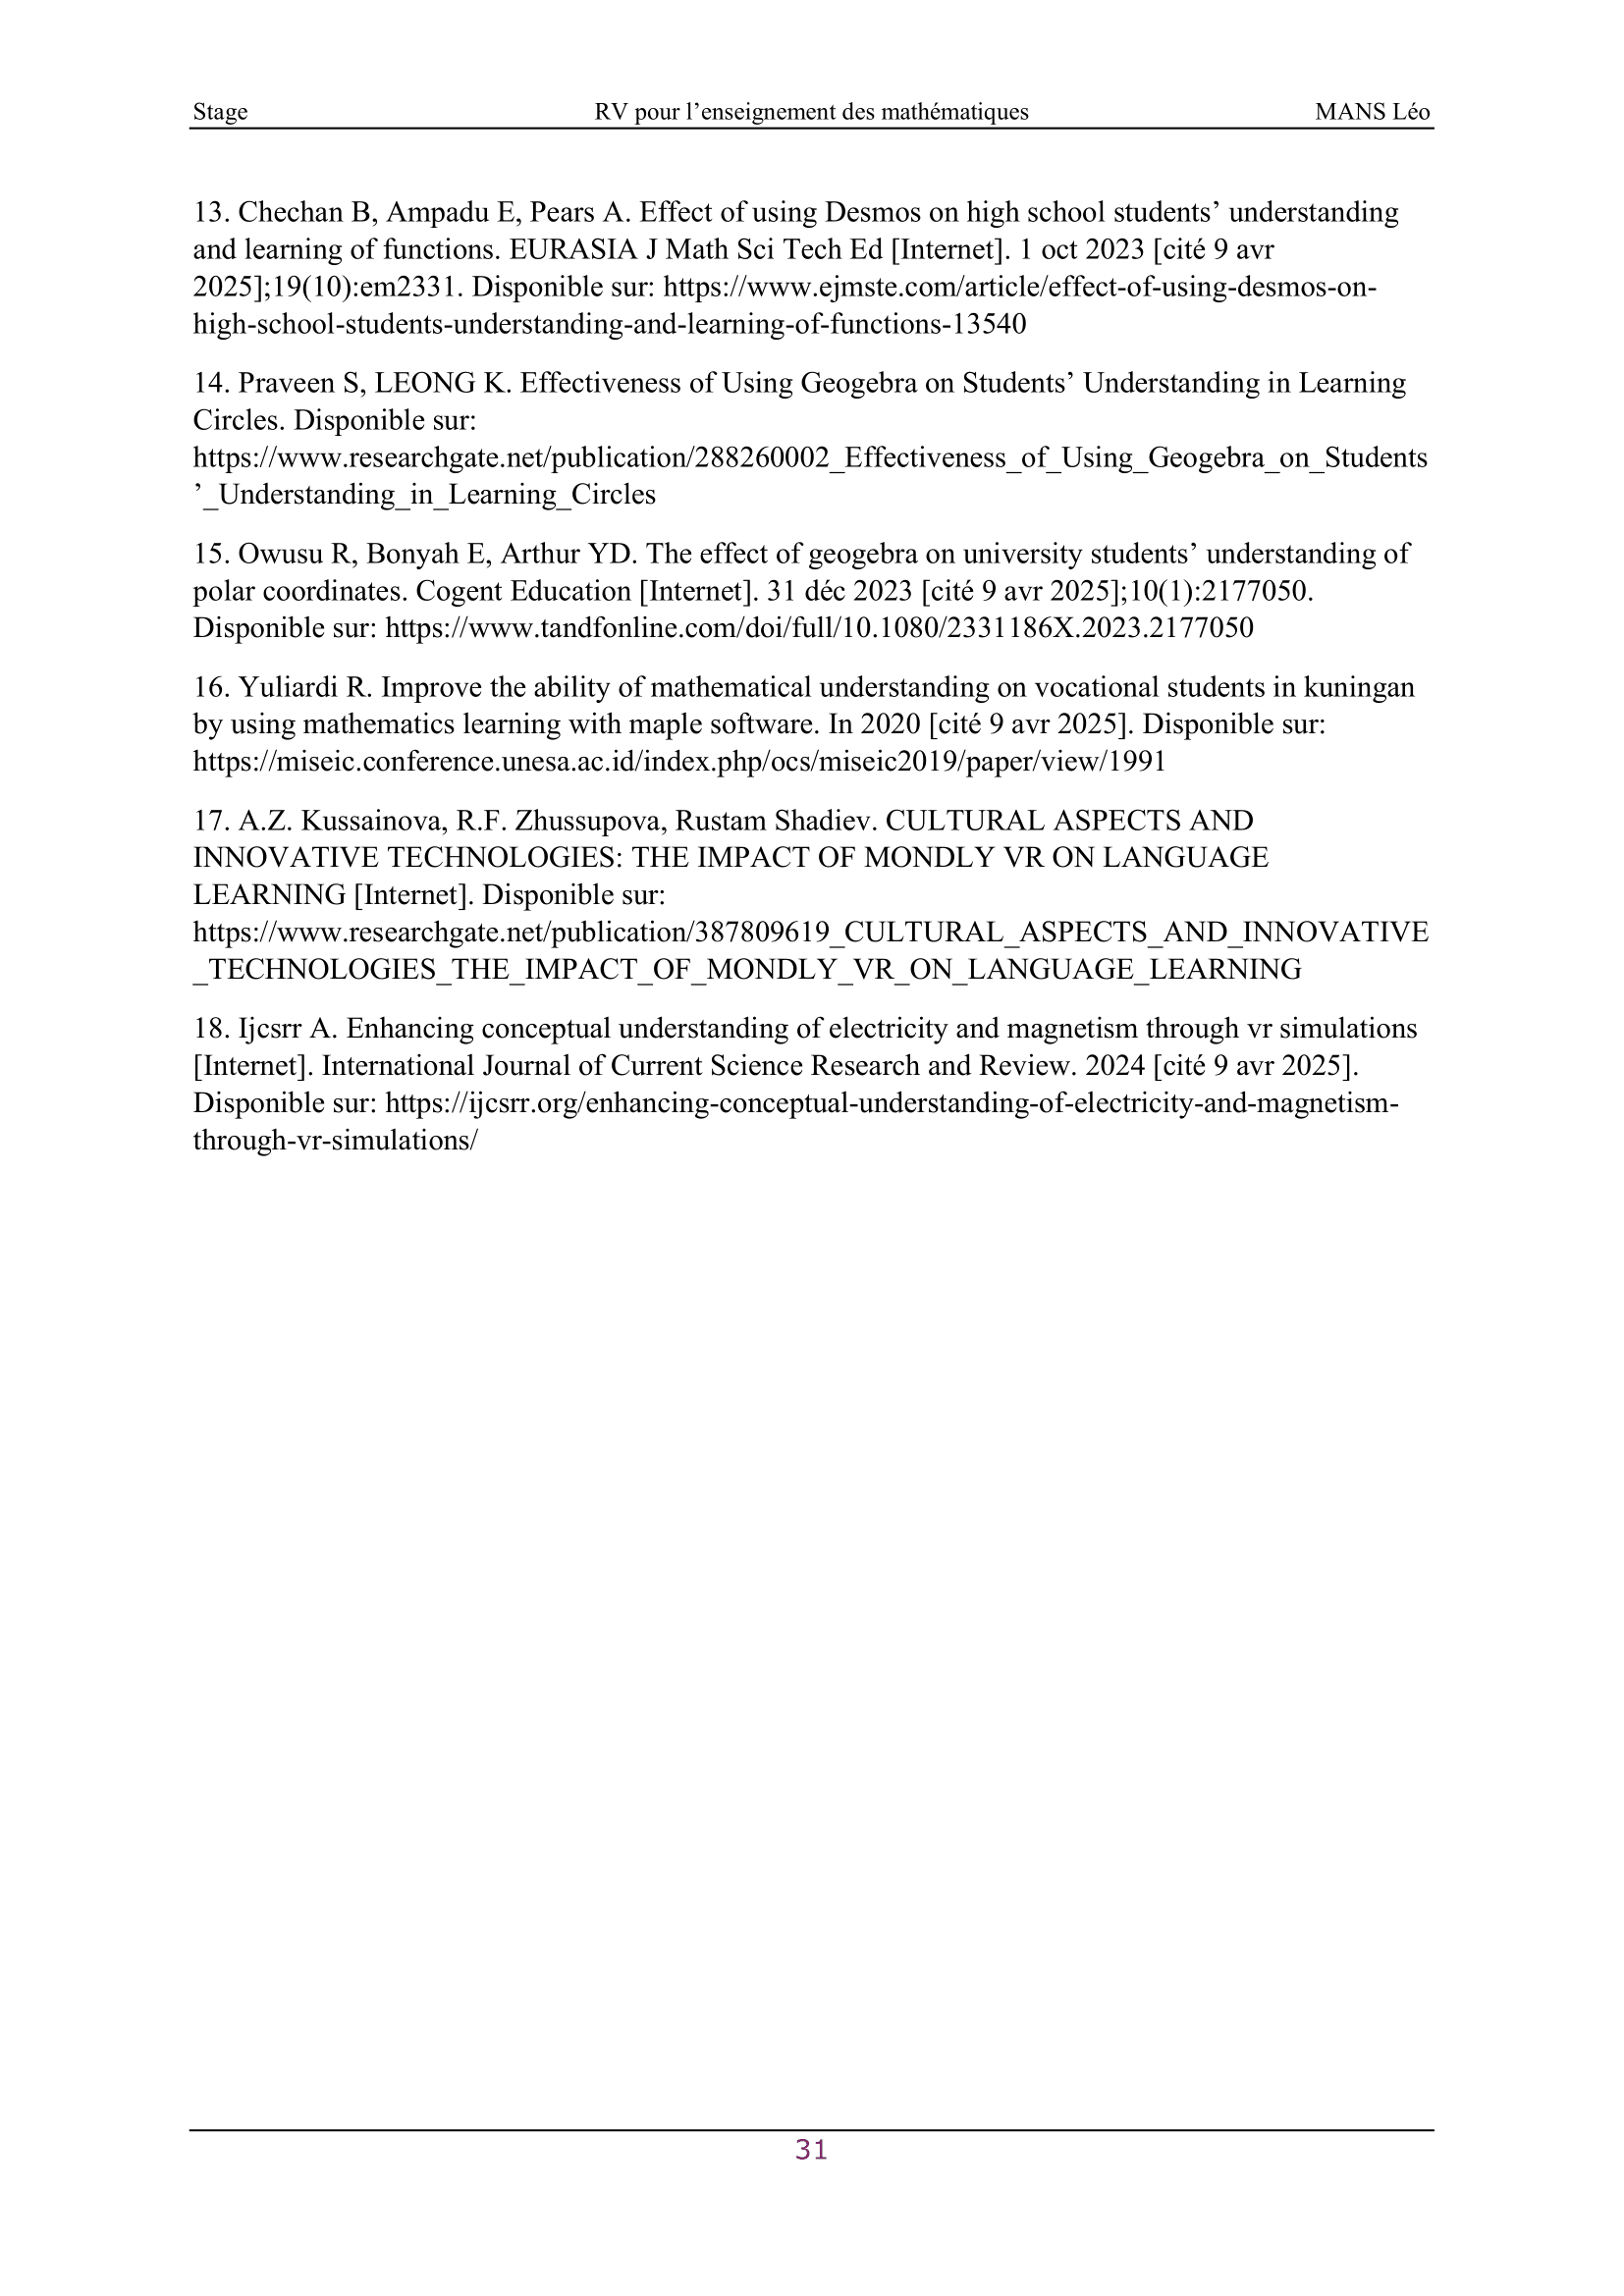 Stage RV pour l’enseignement des mathématiques MANS Léo
13. Chechan B, Ampadu E, Pears A. Effect of using Desmos on high school students’ understanding
and learning of functions. EURASIA J Math Sci Tech Ed [Internet]. 1 oct 2023 [cité 9 avr
2025];19(10):em2331. Disponible sur: https://www.ejmste.com/article/effect-of-using-desmos-on-
high-school-students-understanding-and-learning-of-functions-13540
14. Praveen S, LEONG K. Effectiveness of Using Geogebra on Students’ Understanding in Learning
Circles. Disponible sur:
https://www.researchgate.net/publication/288260002_Effectiveness_of_Using_Geogebra_on_Students
’_Understanding_in_Learning_Circles
15. Owusu R, Bonyah E, Arthur YD. The effect of geogebra on university students’ understanding of
polar coordinates. Cogent Education [Internet]. 31 déc 2023 [cité 9 avr 2025];10(1):2177050.
Disponible sur: https://www.tandfonline.com/doi/full/10.1080/2331186X.2023.2177050
16. Yuliardi R. Improve the ability of mathematical understanding on vocational students in kuningan
by using mathematics learning with maple software. In 2020 [cité 9 avr 2025]. Disponible sur:
https://miseic.conference.unesa.ac.id/index.php/ocs/miseic2019/paper/view/1991
17. A.Z. Kussainova, R.F. Zhussupova, Rustam Shadiev. CULTURAL ASPECTS AND
INNOVATIVE TECHNOLOGIES: THE IMPACT OF MONDLY VR ON LANGUAGE
LEARNING [Internet]. Disponible sur:
https://www.researchgate.net/publication/387809619_CULTURAL_ASPECTS_AND_INNOVATIVE
_TECHNOLOGIES_THE_IMPACT_OF_MONDLY_VR_ON_LANGUAGE_LEARNING
18. Ijcsrr A. Enhancing conceptual understanding of electricity and magnetism through vr simulations
[Internet]. International Journal of Current Science Research and Review. 2024 [cité 9 avr 2025].
Disponible sur: https://ijcsrr.org/enhancing-conceptual-understanding-of-electricity-and-magnetism-
through-vr-simulations/
31